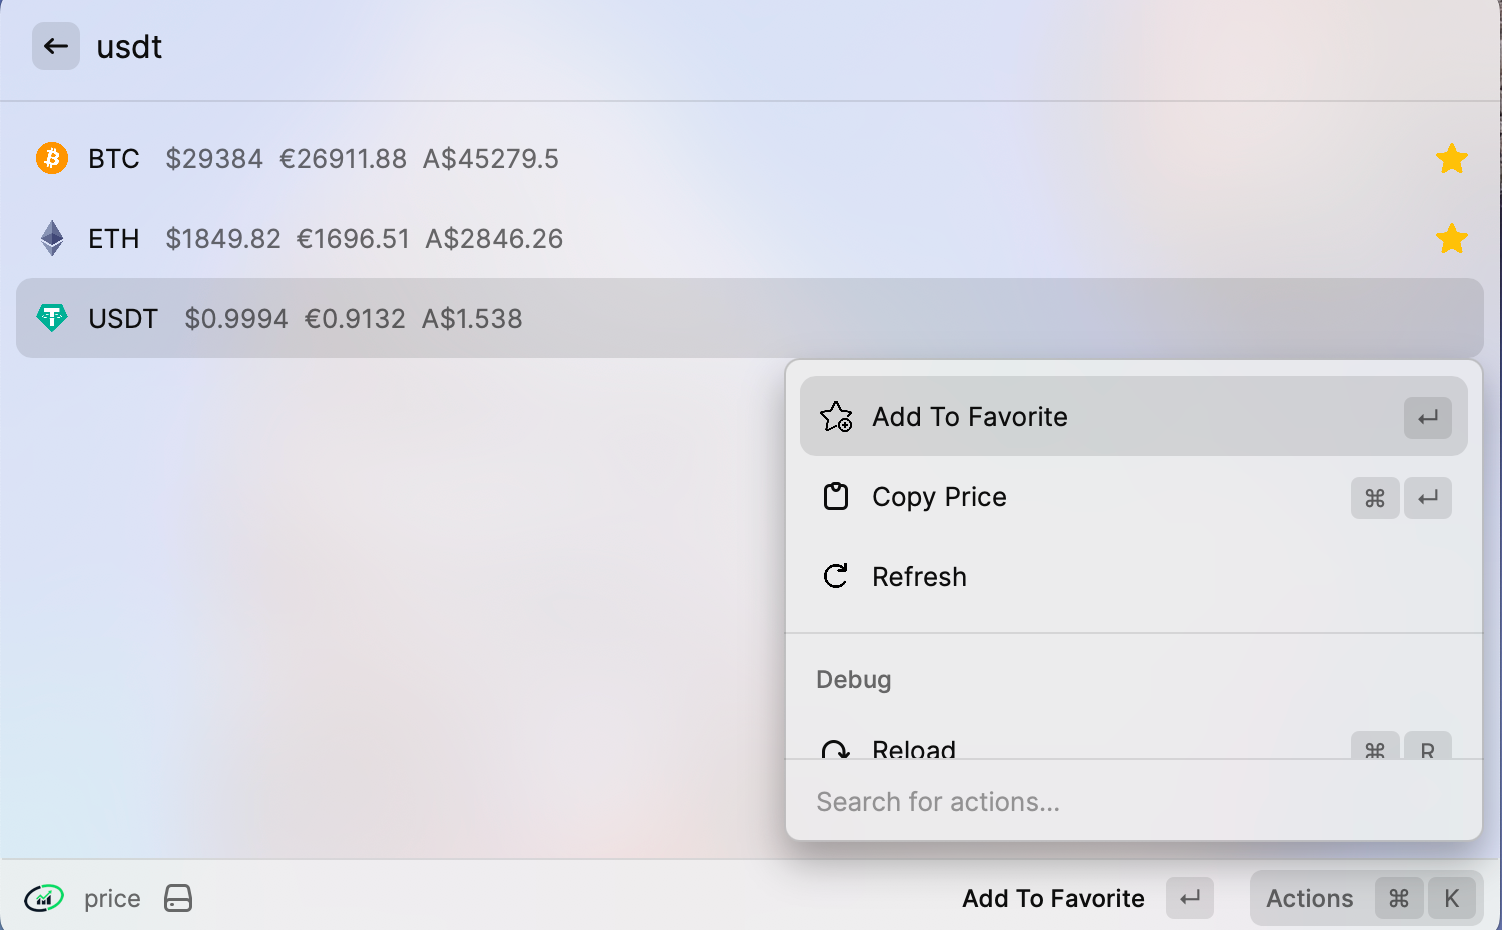 usdt
BTC $29384 €26911.88 A$45279.5
ETH $1849.82 €1696.51 A$2846.26
USDT $0.9994 €0.9132 A$1.538
Add To Favorite ↵
Copy Price ⌘ ↵
Refresh
Debug
Reload ⌘ R
Search for actions...
price Add To Favorite ↵ Actions ⌘ K